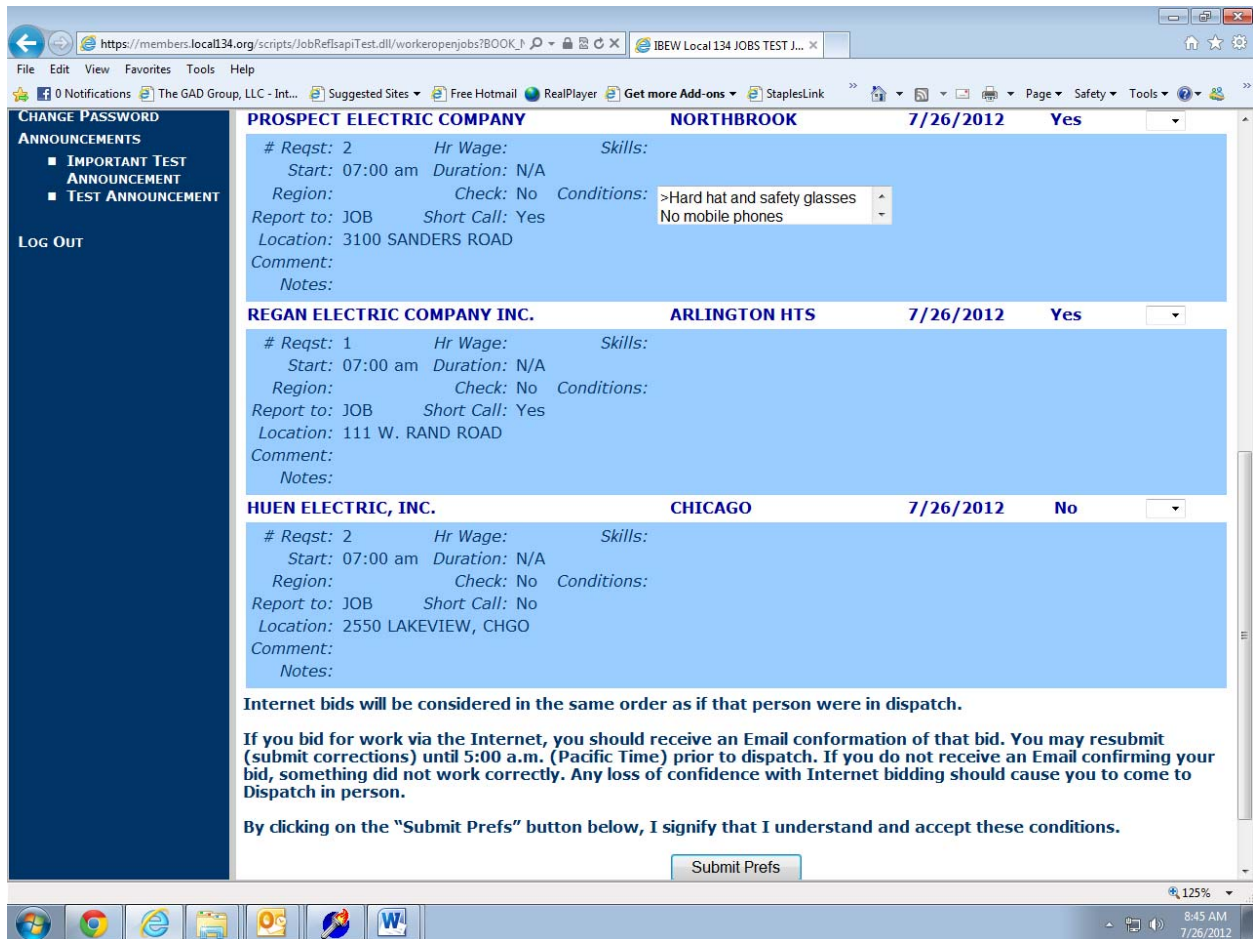 https://members.local134.org/scripts/JobRefIsapiTest.dll/workeropenjobs?BOOK_N
IBEW Local 134 JOBS TEST J...
File Edit View Favorites Tools Help
0 Notifications The GAD Group, LLC - Int... Suggested Sites Free Hotmail RealPlayer Get more Add-ons StaplesLink Page Safety Tools
CHANGE PASSWORD
ANNOUNCEMENTS
IMPORTANT TEST
ANNOUNCEMENT
TEST ANNOUNCEMENT
LOG OUT
PROSPECT ELECTRIC COMPANY NORTHBROOK 7/26/2012 Yes
# Reqst: 2 Hr Wage: Skills:
Start: 07:00 am Duration: N/A
Region: Check: No Conditions: >Hard hat and safety glasses
Report to: JOB Short Call: Yes No mobile phones
Location: 3100 SANDERS ROAD
Comment:
Notes:
REGAN ELECTRIC COMPANY INC. ARLINGTON HTS 7/26/2012 Yes
# Reqst: 1 Hr Wage: Skills:
Start: 07:00 am Duration: N/A
Region: Check: No Conditions:
Report to: JOB Short Call: Yes
Location: 111 W. RAND ROAD
Comment:
Notes:
HUEN ELECTRIC, INC. CHICAGO 7/26/2012 No
# Reqst: 2 Hr Wage: Skills:
Start: 07:00 am Duration: N/A
Region: Check: No Conditions:
Report to: JOB Short Call: No
Location: 2550 LAKEVIEW, CHGO
Comment:
Notes:
Internet bids will be considered in the same order as if that person were in dispatch.
If you bid for work via the Internet, you should receive an Email conformation of that bid. You may resubmit
(submit corrections) until 5:00 a.m. (Pacific Time) prior to dispatch. If you do not receive an Email confirming your
bid, something did not work correctly. Any loss of confidence with Internet bidding should cause you to come to
Dispatch in person.
By clicking on the “Submit Prefs” button below, I signify that I understand and accept these conditions.
Submit Prefs
125%
8:45 AM
7/26/2012